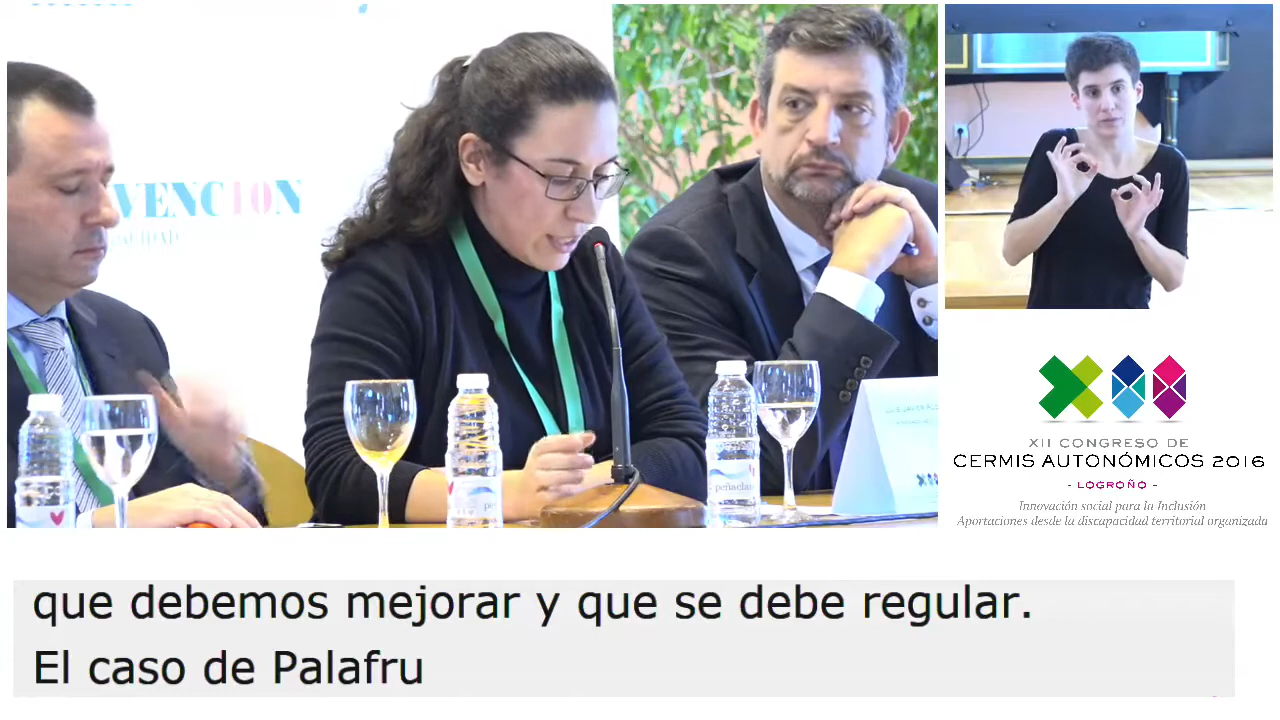 VENC10N
XII CONGRESO DE
CERMIS AUTONÓMICOS 2016
- LOGROÑO -
Innovación social para la Inclusión
Aportaciones desde la discapacidad territorial organizada
que debemos mejorar y que se debe regular.
El caso de Palafru